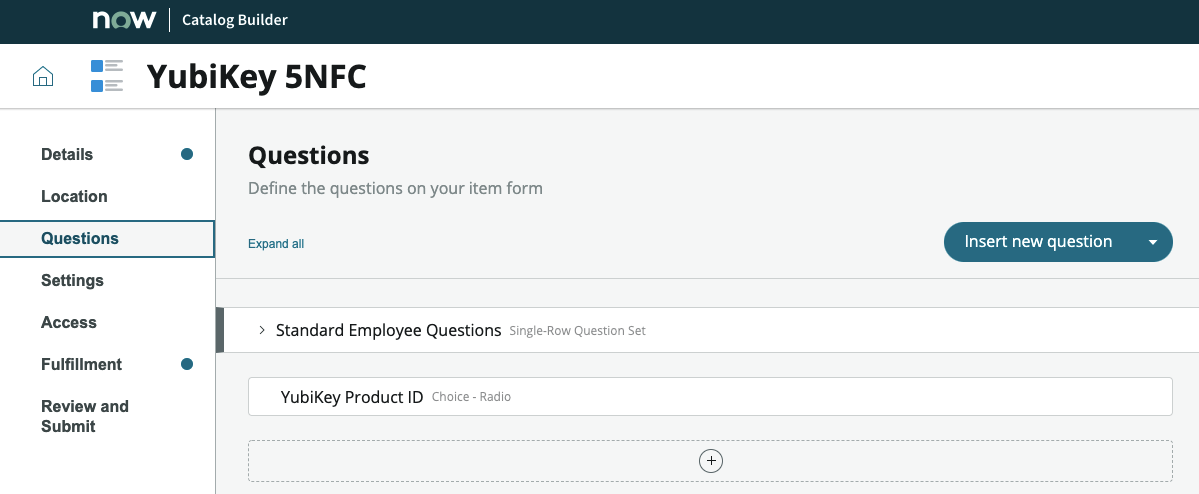 now Catalog Builder
YubiKey 5NFC
Details
Location
Questions
Settings
Access
Fulfillment
Review and
Submit
Questions
Define the questions on your item form
Expand all
Insert new question
Standard Employee Questions Single-Row Question Set
YubiKey Product ID Choice - Radio